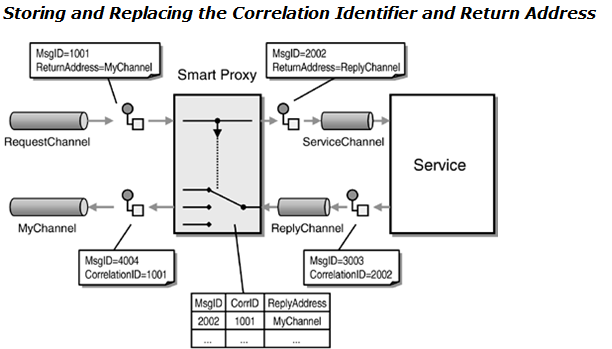 Storing and Replacing the Correlation Identifier and Return Address
MsgID=1001
ReturnAddress=MyChannel
MsgID=2002
ReturnAddress=ReplyChannel
Smart Proxy
RequestChannel
ServiceChannel
Service
MyChannel
ReplyChannel
MsgID=4004
CorrelationID=1001
MsgID=3003
CorrelationID=2002
MsgID CorrID ReplyAddress
2002 1001 MyChannel
... ... ...